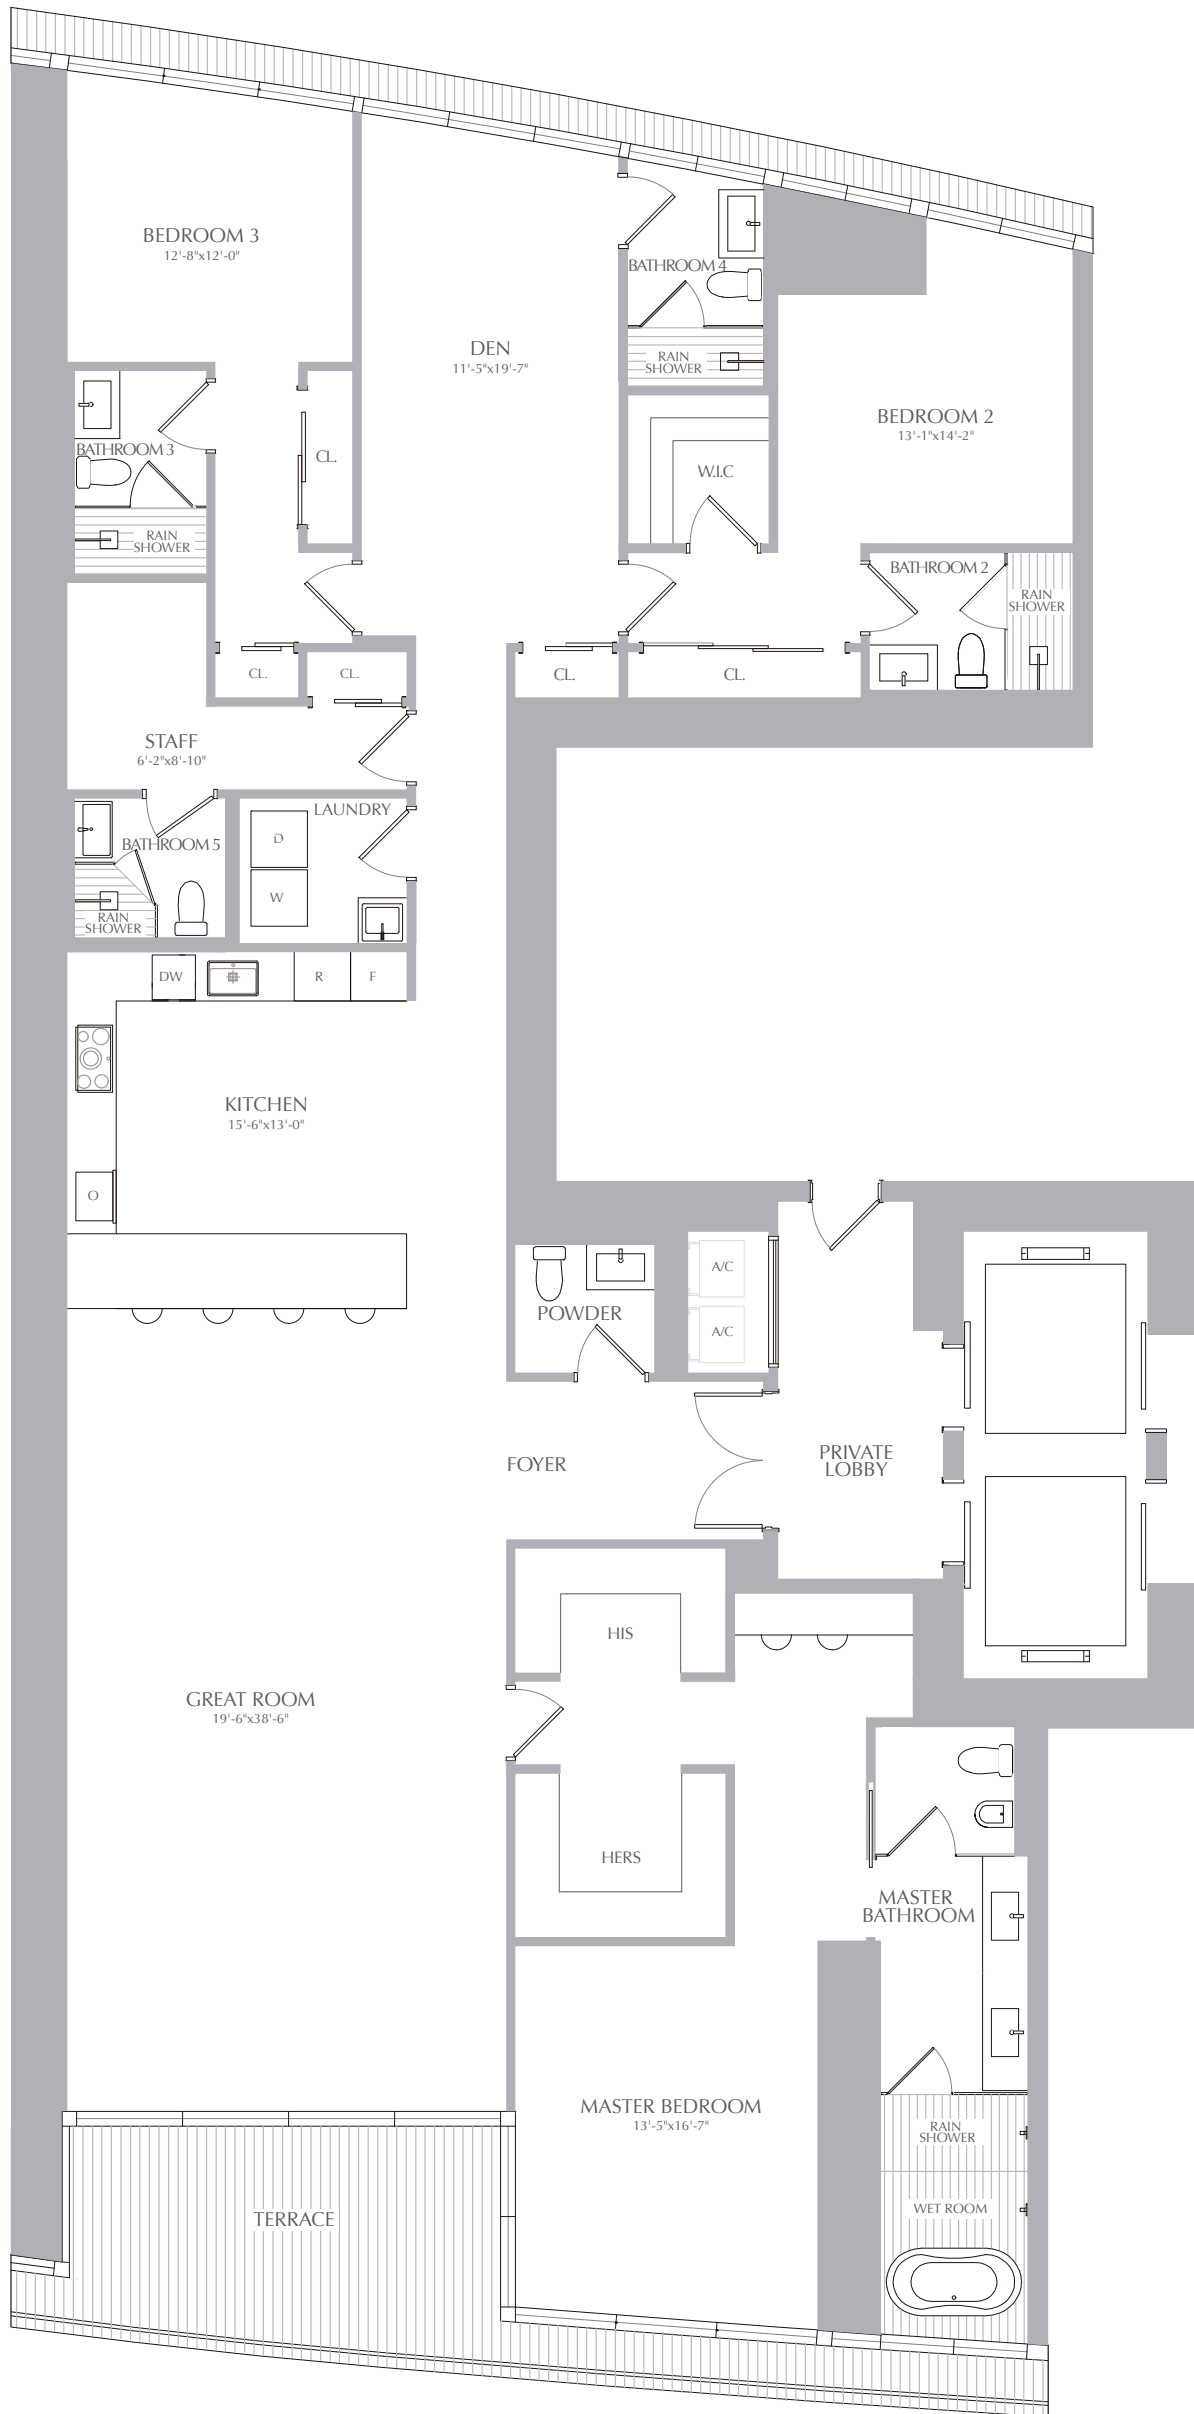 BEDROOM 3
12'-8"x12'-0"
BATHROOM 4
DEN
11'-5"x19'-7"
RAIN
SHOWER
BEDROOM 2
13'-1"x14'-2"
BATHROOM 3
CL.
W.I.C
RAIN
SHOWER
BATHROOM 2
RAIN
SHOWER
CL.
CL.
CL.
CL.
STAFF
6'-2"x8'-10"
LAUNDRY
D
BATHROOM 5
W
RAIN
SHOWER
DW
R
F
KITCHEN
15'-6"x13'-0"
O
A/C
POWDER
A/C
FOYER
PRIVATE
LOBBY
HIS
GREAT ROOM
19'-6"x38'-6"
HERS
MASTER
BATHROOM
MASTER BEDROOM
13'-5"x16'-7"
RAIN
SHOWER
WET ROOM
TERRACE